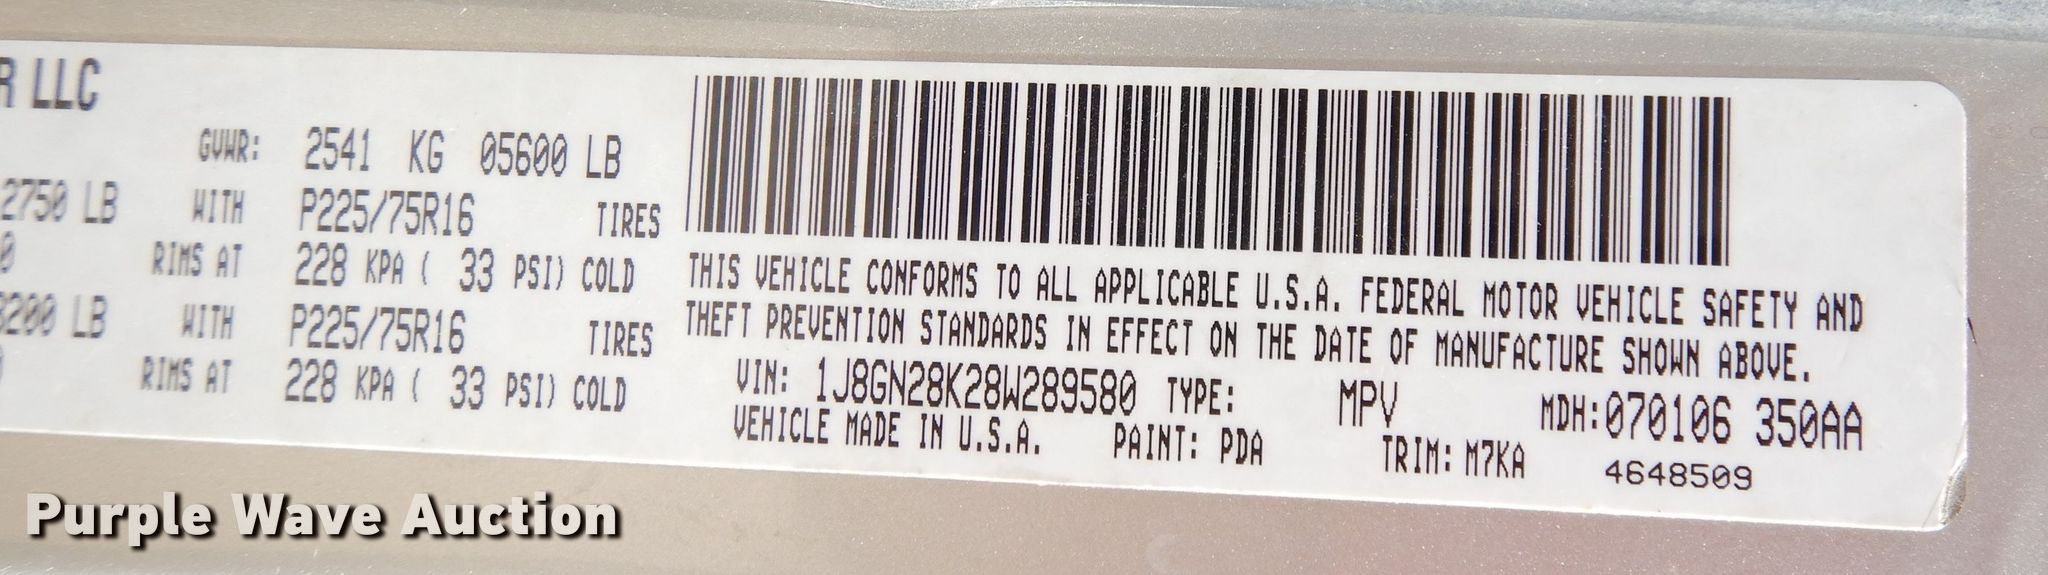 R LLC
GVWR: 2541 KG 05600 LB
2750 LB WITH P225/75R16 TIRES
RIMS AT 228 KPA ( 33 PSI) COLD
3200 LB WITH P225/75R16 TIRES
RIMS AT 228 KPA ( 33 PSI) COLD
THIS VEHICLE CONFORMS TO ALL APPLICABLE U.S.A. FEDERAL MOTOR VEHICLE SAFETY AND
THEFT PREVENTION STANDARDS IN EFFECT ON THE DATE OF MANUFACTURE SHOWN ABOVE.
VIN: 1J8GN28K28W289580 TYPE: MPV MDH:070106 350AA
VEHICLE MADE IN U.S.A. PAINT: PDA TRIM: M7KA 4648509
Purple Wave Auction